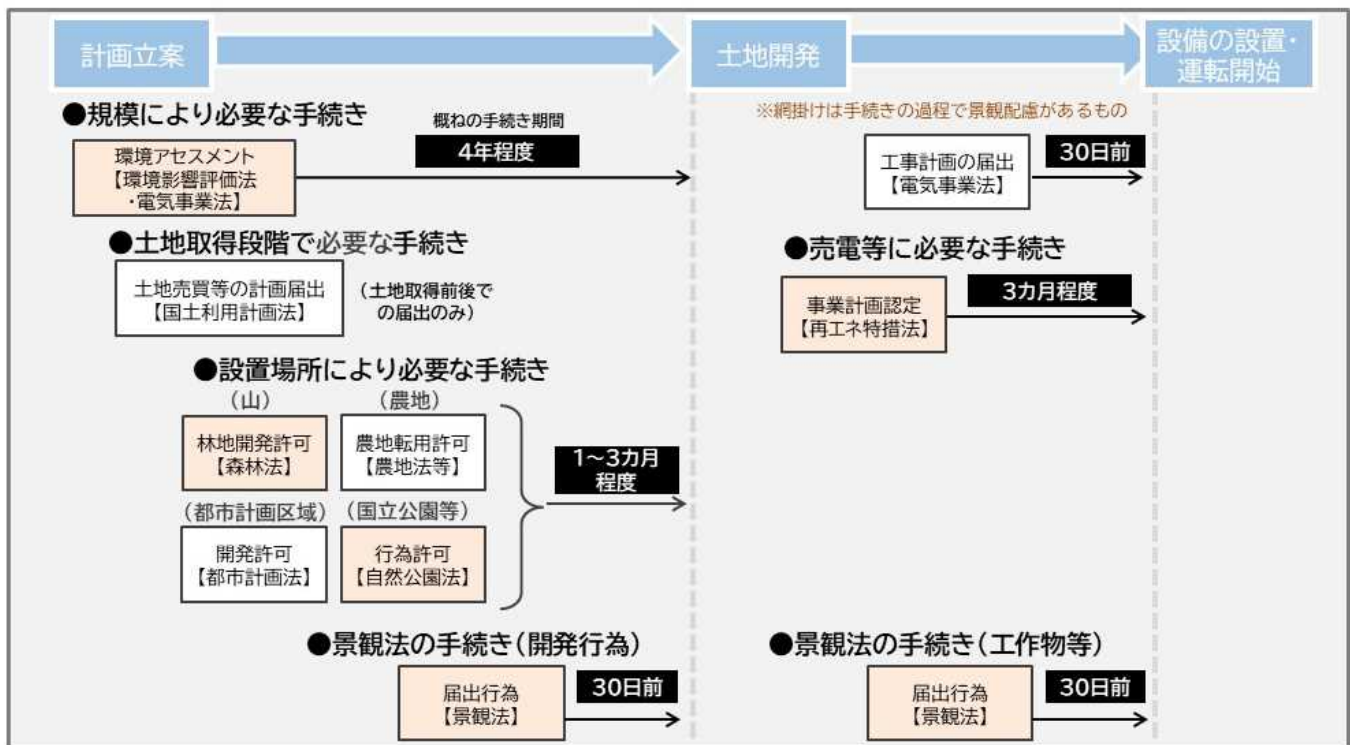 計画立案
土地開発
設備の設置・
運転開始
●規模により必要な手続き
概ねの手続き期間
4年程度
環境アセスメント
【環境影響評価法
・電気事業法】
※網掛けは手続きの過程で景観配慮があるもの
工事計画の届出
【電気事業法】
30日前
●土地取得段階で必要な手続き
土地売買等の計画届出
【国土利用計画法】
（土地取得前後で
の届出のみ）
●売電等に必要な手続き
事業計画認定
【再エネ特措法】
3カ月程度
●設置場所により必要な手続き
（山）
（農地）
林地開発許可
【森林法】
農地転用許可
【農地法等】
（都市計画区域）
（国立公園等）
開発許可
【都市計画法】
行為許可
【自然公園法】
1～3カ月
程度
●景観法の手続き（開発行為）
届出行為
【景観法】
30日前
●景観法の手続き（工作物等）
届出行為
【景観法】
30日前